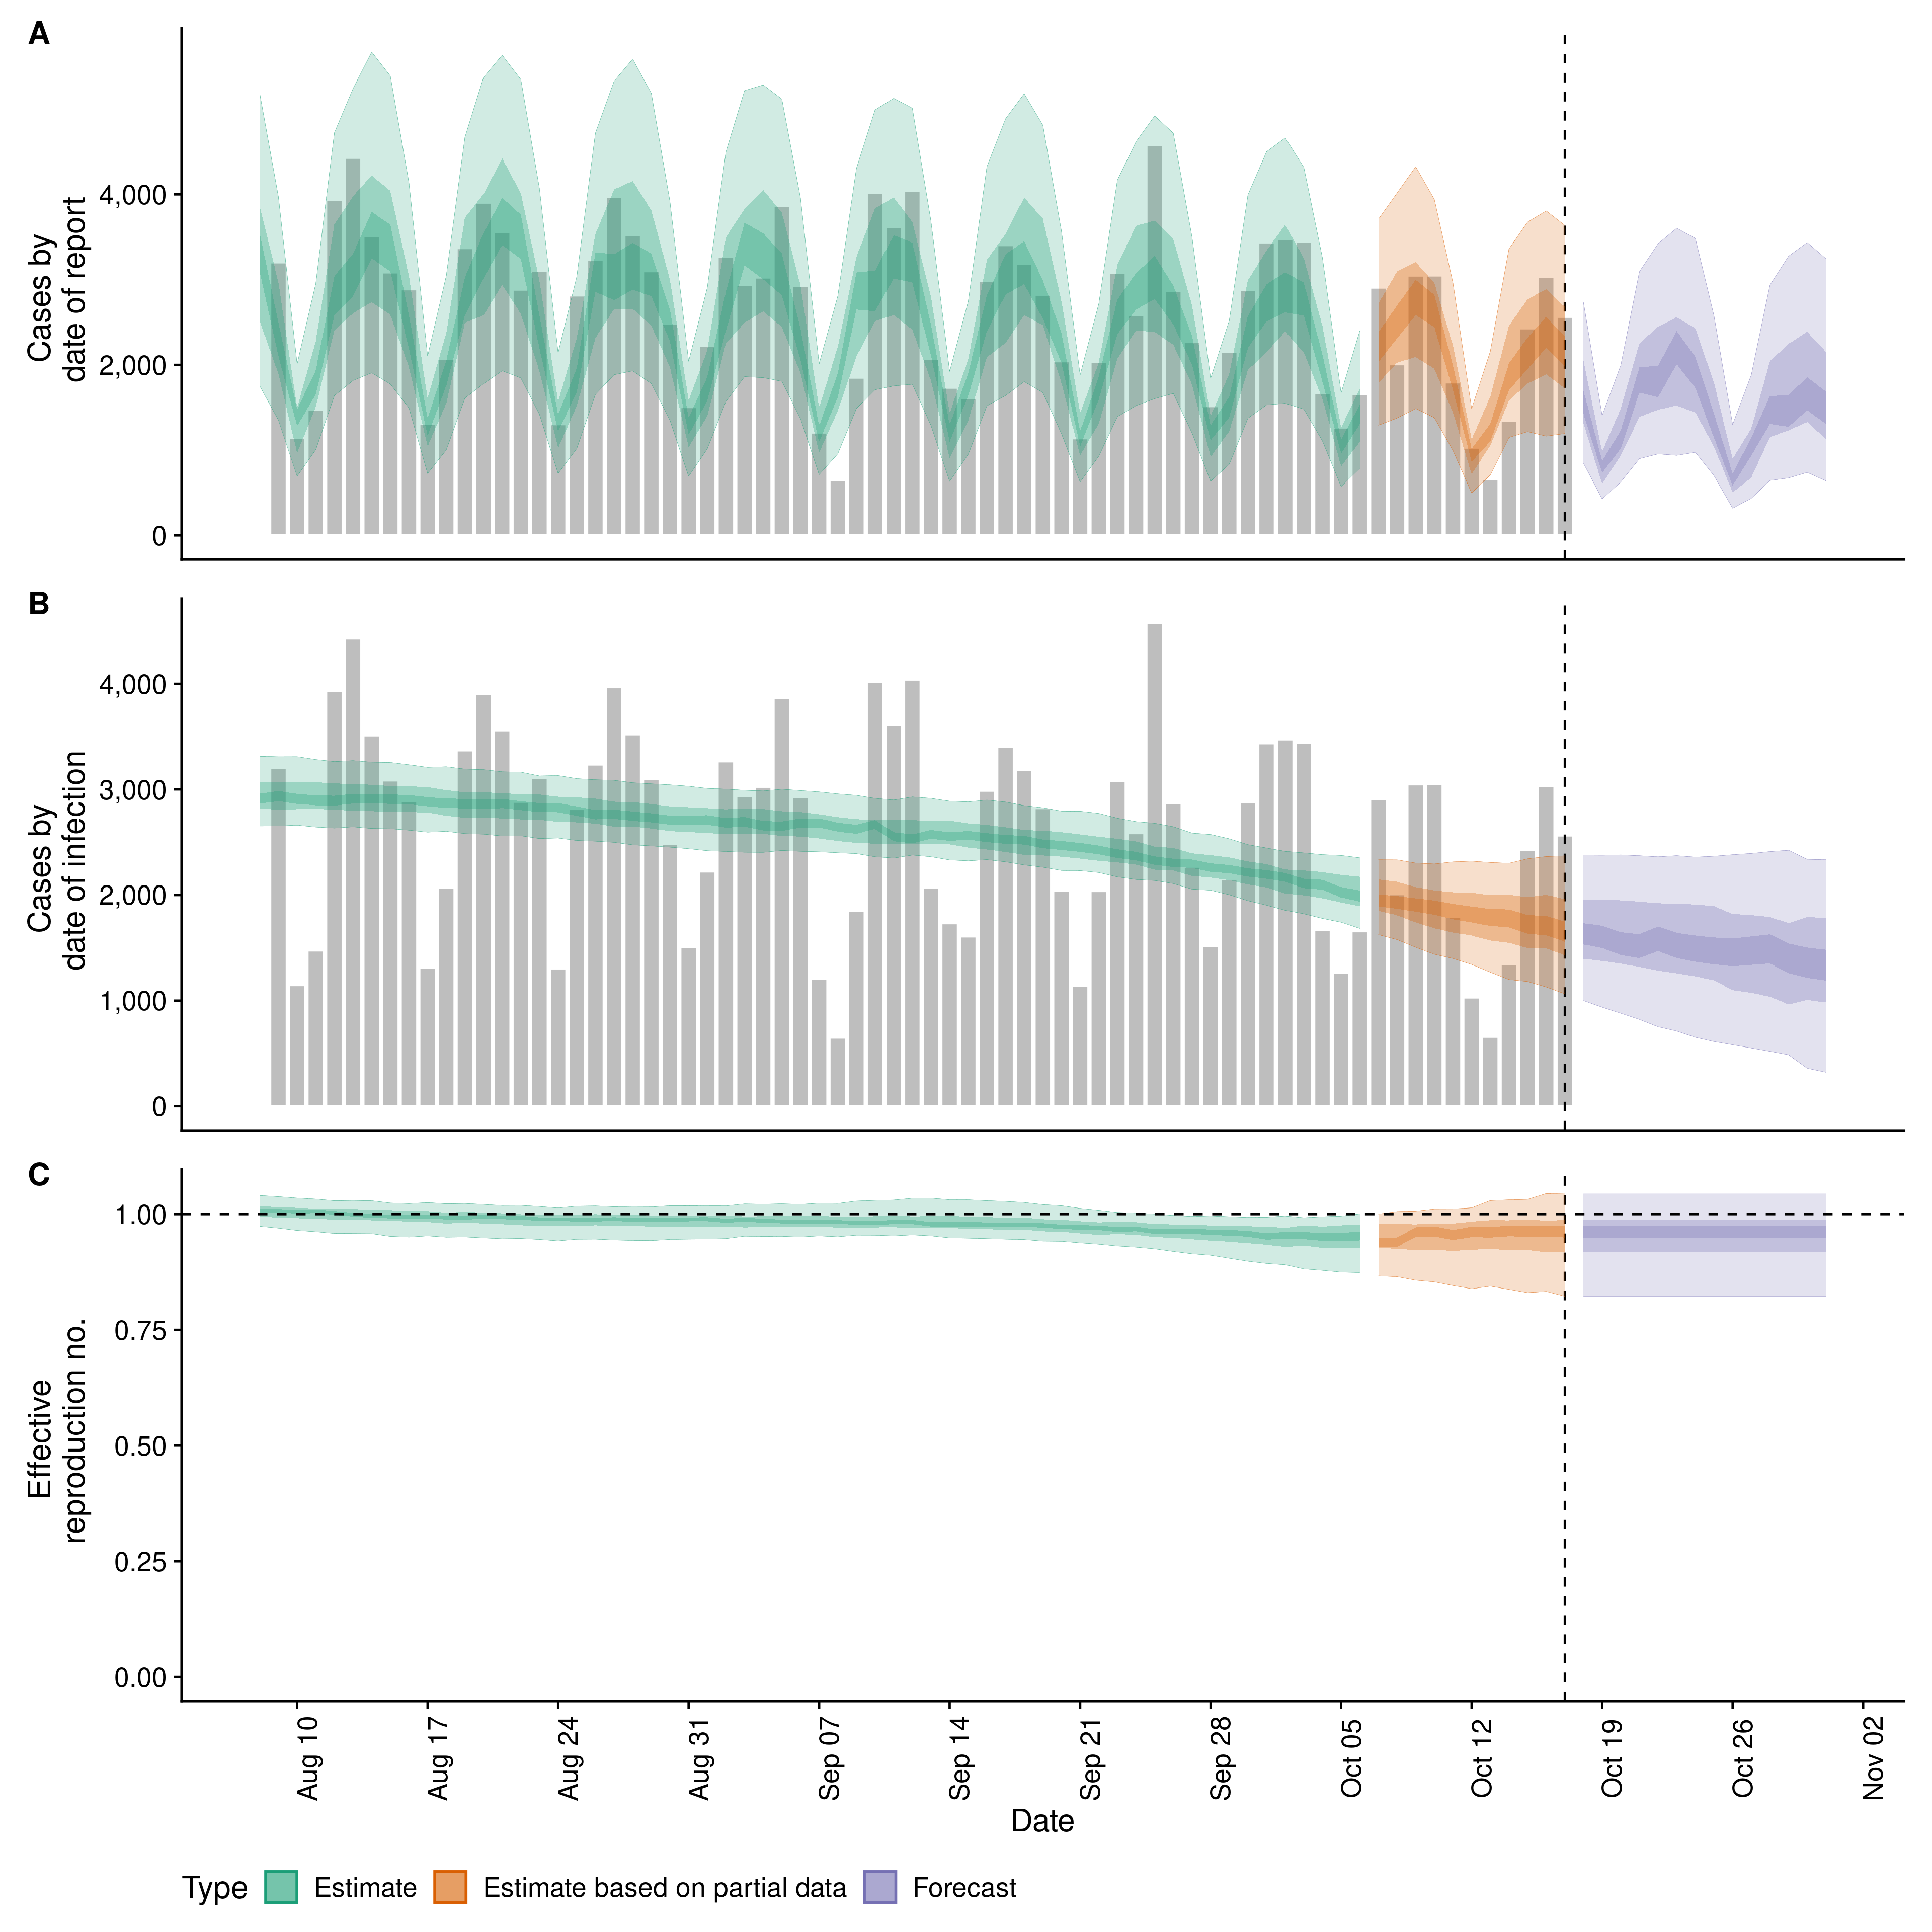 A
Cases by
date of report
4,000
2,000
0
B
Cases by
date of infection
4,000
3,000
2,000
1,000
0
C
Effective
reproduction no.
1.00
0.75
0.50
0.25
0.00
Aug 10
Aug 17
Aug 24
Aug 31
Sep 07
Sep 14
Sep 21
Sep 28
Oct 05
Oct 12
Oct 19
Oct 26
Nov 02
Date
Type Estimate Estimate based on partial data Forecast